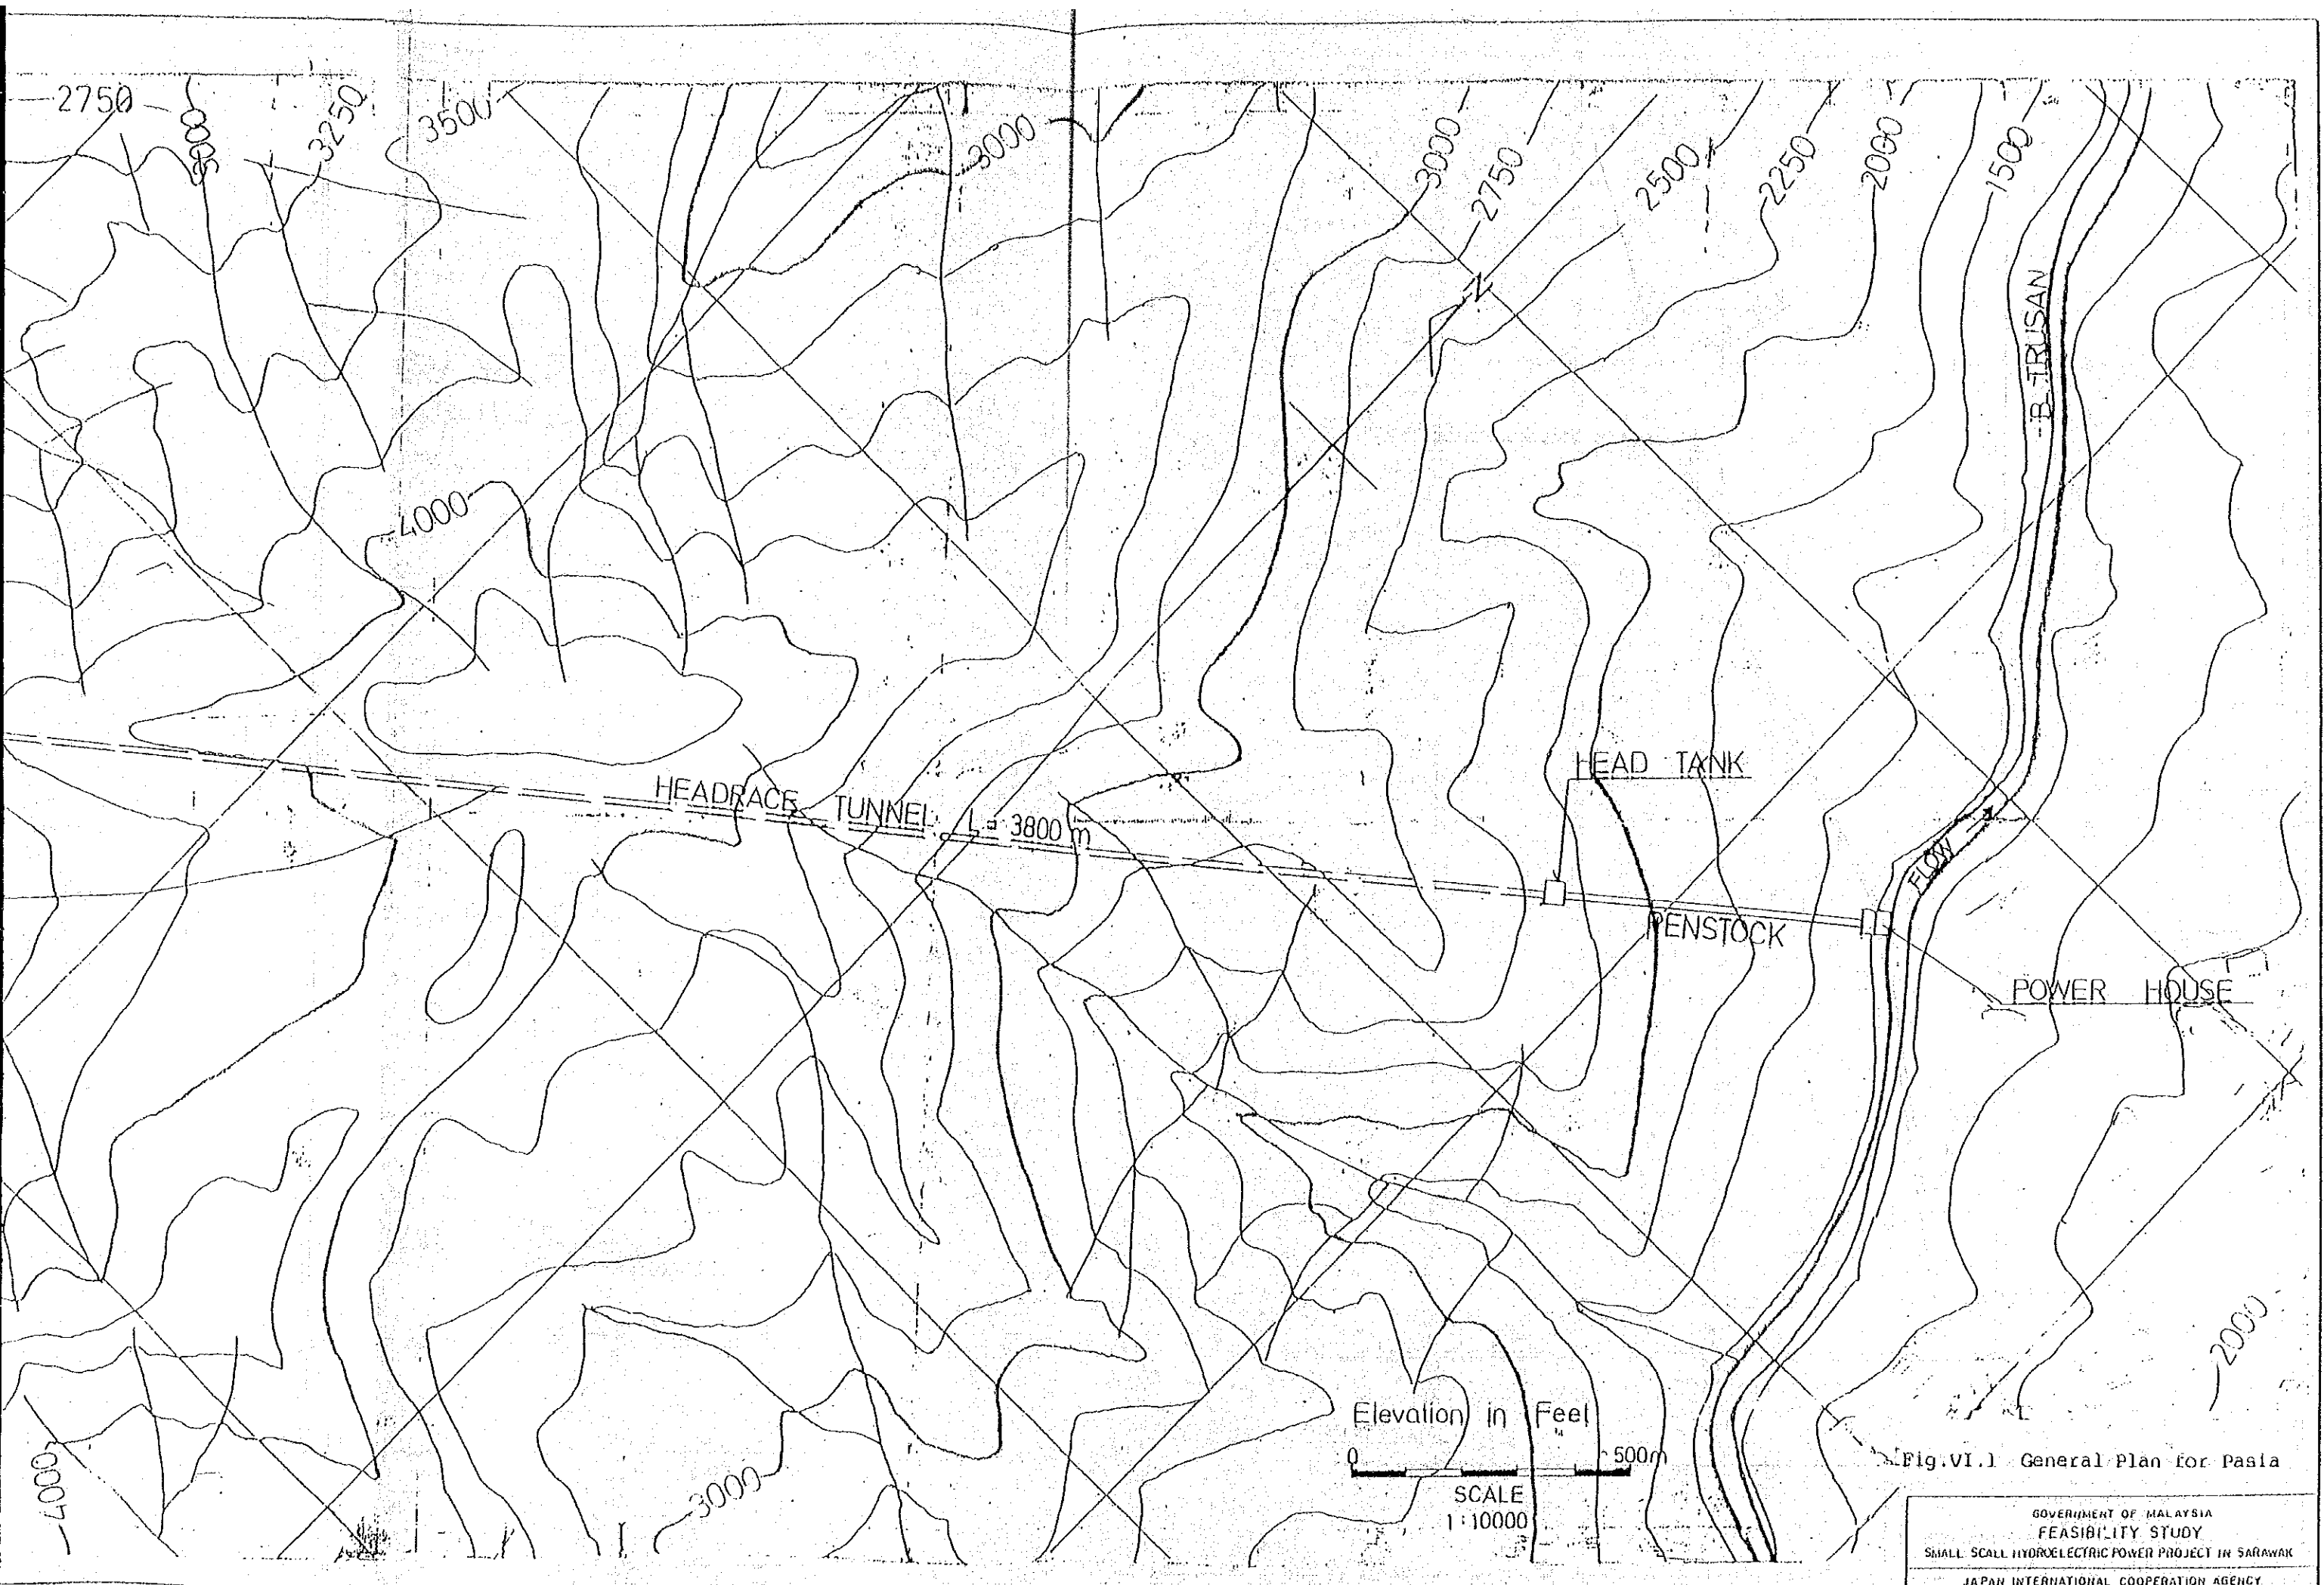 2750
3000
3250
3500
3000
3000
2750
2500
2250
2000
1500
B. TRUSAN
N
4000
HEAD TANK
HEADRACE TUNNEL L = 3800 m
FLOW
PENSTOCK
POWER HOUSE
2000
4000
3000
Elevation in Feet
0 500m
SCALE
1:10000
Fig.VI.1 General Plan for Pasia
GOVERNMENT OF MALAYSIA
FEASIBILITY STUDY
SMALL SCALL HYDROELECTRIC POWER PROJECT IN SARAWAK
JAPAN INTERNATIONAL COOPERATION AGENCY